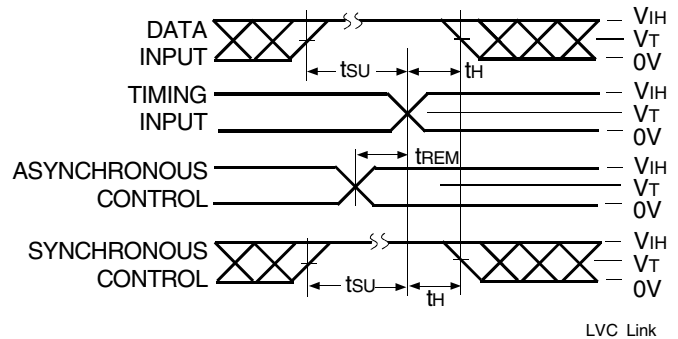 DATA INPUT
VIH
VT
0V
tSU
tH
TIMING INPUT
VIH
VT
0V
tREM
ASYNCHRONOUS CONTROL
VIH
VT
0V
SYNCHRONOUS CONTROL
VIH
VT
0V
tSU
tH
LVC Link